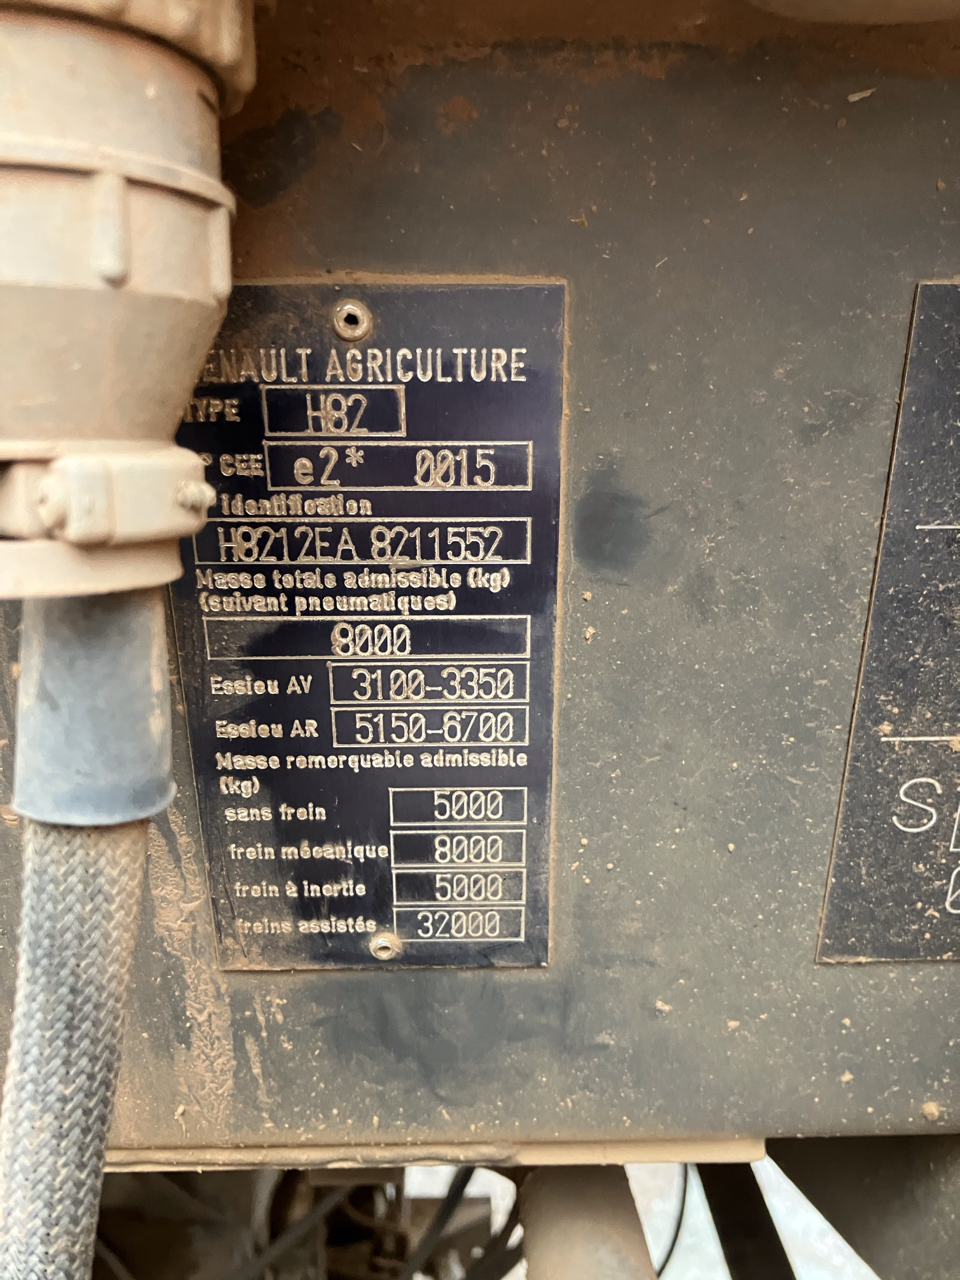 ENAULT AGRICULTURE
TYPE H82
° CEE e2* 0015
° Identification
H8212EA 8211552
Masse totale admissible (kg)
(suivant pneumatiques)
8000
Essieu AV 3100-3350
Essieu AR 5150-6700
Masse remorquable admissible
(kg)
sans frein 5000
frein mécanique 8000
frein à inertie 5000
freins assistés 32000
S
0